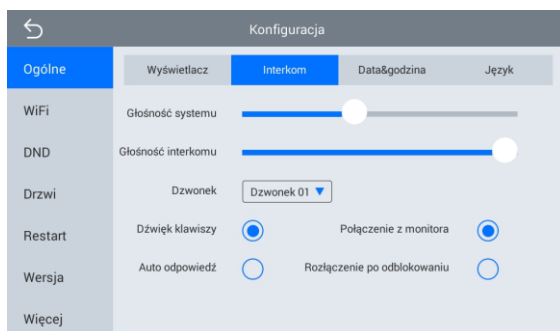 Konfiguracja
Ogólne
Wyświetlacz Interkom Data&godzina Język
WiFi
Głośność systemu
DND
Głośność interkomu
Drzwi
Dzwonek Dzwonek 01
Restart
Dźwięk klawiszy Połączenie z monitora
Wersja
Auto odpowiedź Rozłączenie po odblokowaniu
Więcej